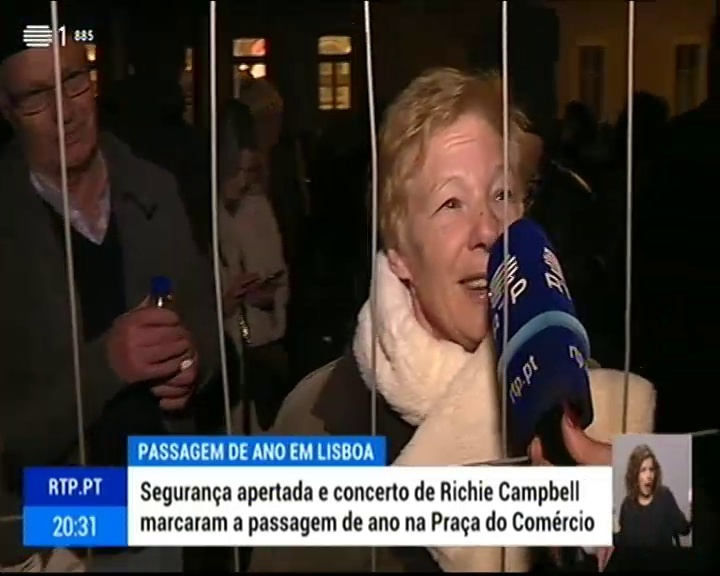 1 885
rtp.pt
PASSAGEM DE ANO EM LISBOA
RTP.PT
Segurança apertada e concerto de Richie Campbell
20:31
marcaram a passagem de ano na Praça do Comércio